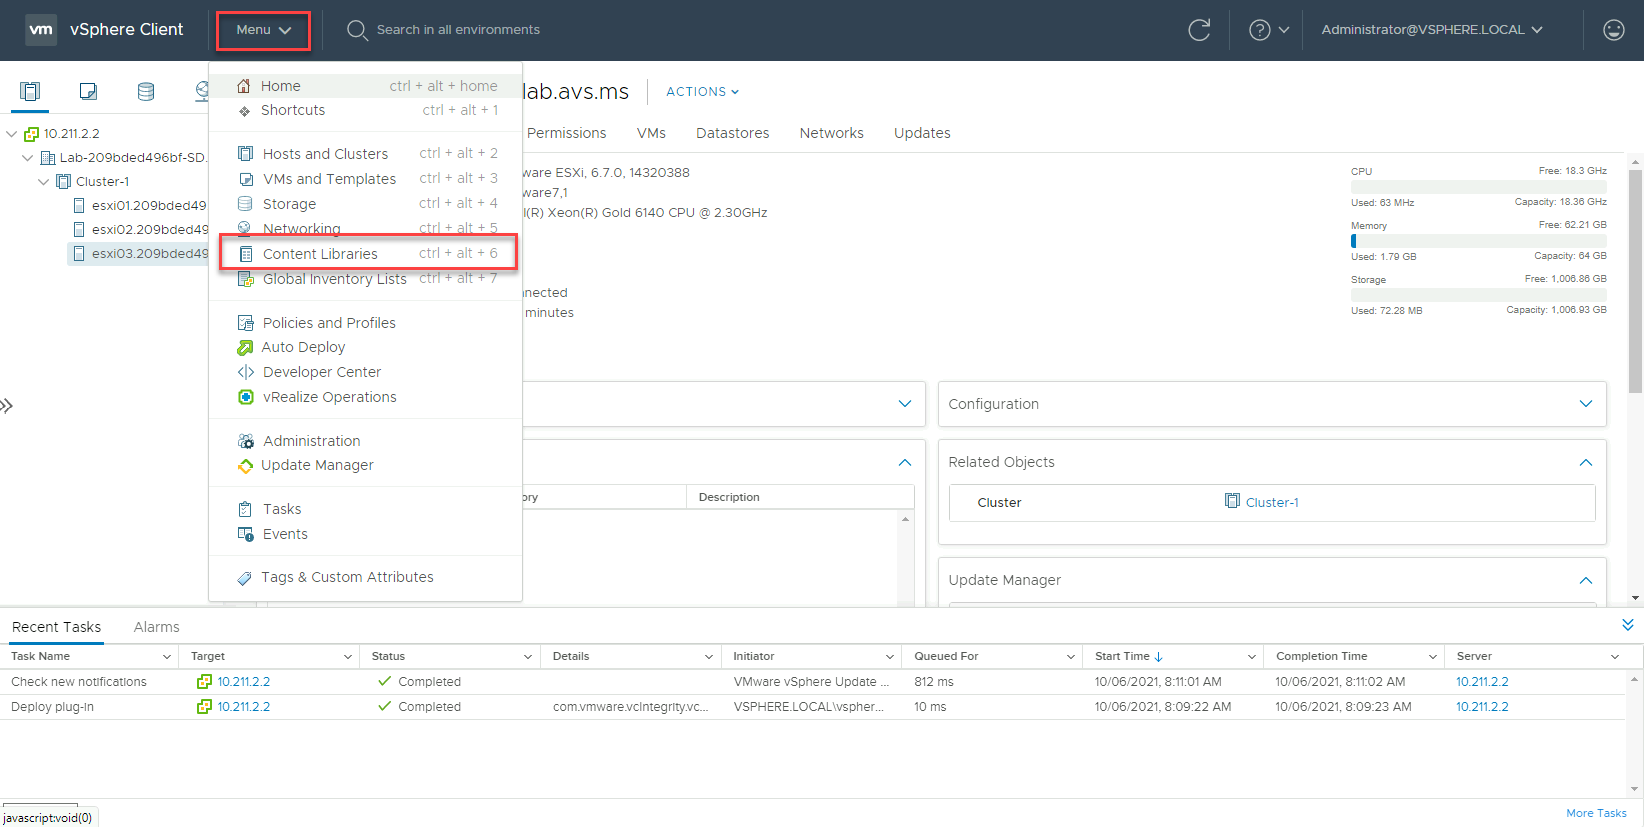 vm vSphere Client Menu Search in all environments Administrator@VSPHERE.LOCAL
Home ctrl + alt + home
Shortcuts ctrl + alt + 1
Hosts and Clusters ctrl + alt + 2
VMs and Templates ctrl + alt + 3
Storage ctrl + alt + 4
Networking ctrl + alt + 5
Content Libraries ctrl + alt + 6
Global Inventory Lists ctrl + alt + 7
Policies and Profiles
Auto Deploy
Developer Center
vRealize Operations
Administration
Update Manager
Tasks
Events
Tags & Custom Attributes
10.211.2.2
Lab-209bded496bf-SD.
Cluster-1
esxi01.209bded49
esxi02.209bded49
esxi03.209bded49
lab.avs.ms ACTIONS
Permissions VMs Datastores Networks Updates
ware ESXi, 6.7.0, 14320388
ware7,1
l(R) Xeon(R) Gold 6140 CPU @ 2.30GHz
nnected
minutes
CPU Free: 18.3 GHz
Used: 63 MHz Capacity: 18.36 GHz
Memory Free: 62.21 GB
Used: 1.79 GB Capacity: 64 GB
Storage Free: 1,006.86 GB
Used: 72.28 MB Capacity: 1,006.93 GB
Configuration
Related Objects
ory Description
Cluster Cluster-1
Update Manager
Recent Tasks Alarms
Task Name Target Status Details Initiator Queued For Start Time Completion Time Server
Check new notifications 10.211.2.2 Completed VMware vSphere Update ... 812 ms 10/06/2021, 8:11:01 AM 10/06/2021, 8:11:02 AM 10.211.2.2
Deploy plug-in 10.211.2.2 Completed com.vmware.vcIntegrity.vc... VSPHERE.LOCAL\vspher... 10 ms 10/06/2021, 8:09:22 AM 10/06/2021, 8:09:23 AM 10.211.2.2
More Tasks
javascript:void(0)